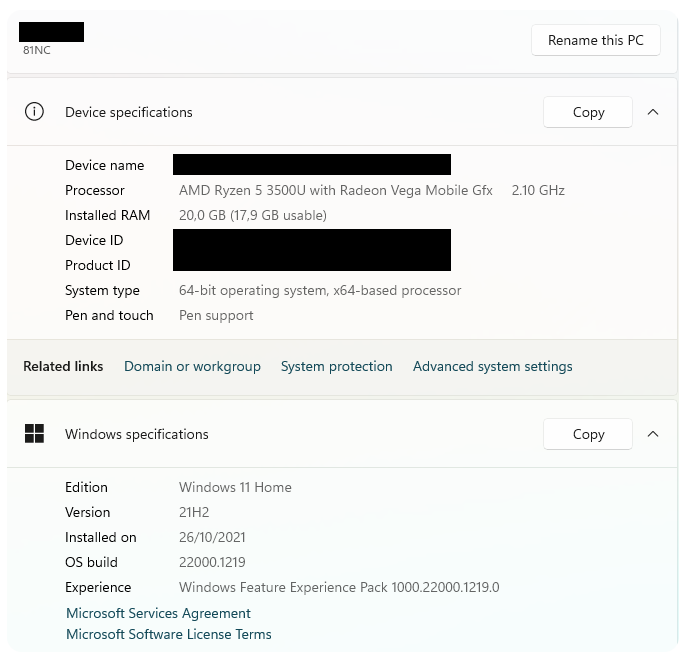 81NC
Rename this PC
Device specifications
Copy
Device name
Processor AMD Ryzen 5 3500U with Radeon Vega Mobile Gfx 2.10 GHz
Installed RAM 20,0 GB (17,9 GB usable)
Device ID
Product ID
System type 64-bit operating system, x64-based processor
Pen and touch Pen support
Related links Domain or workgroup System protection Advanced system settings
Windows specifications
Copy
Edition Windows 11 Home
Version 21H2
Installed on 26/10/2021
OS build 22000.1219
Experience Windows Feature Experience Pack 1000.22000.1219.0
Microsoft Services Agreement
Microsoft Software License Terms